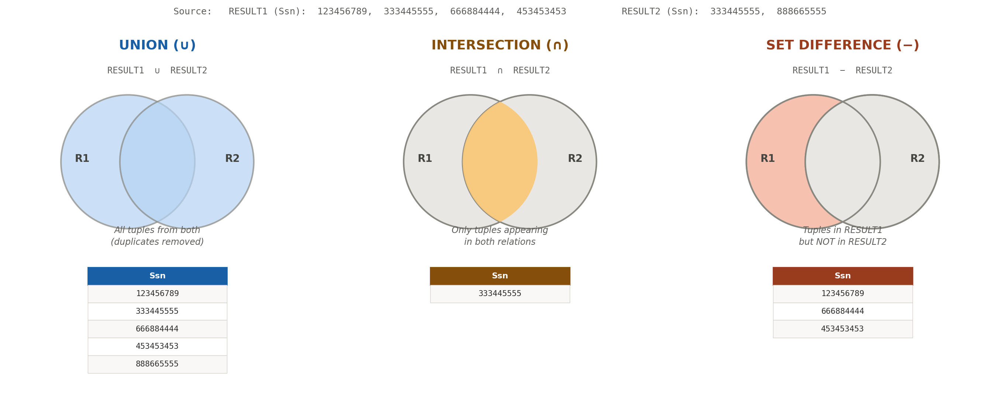 Source:   RESULT1 (Ssn):  123456789,  333445555,  666884444,  453453453          RESULT2 (Ssn):  333445555,  888665555
UNION (∪)
RESULT1  ∪  RESULT2
R1
R2
All tuples from both
(duplicates removed)
Ssn
123456789
333445555
666884444
453453453
888665555
INTERSECTION (∩)
RESULT1  ∩  RESULT2
R1
R2
Only tuples appearing
in both relations
Ssn
333445555
SET DIFFERENCE (−)
RESULT1  −  RESULT2
R1
R2
Tuples in RESULT1
but NOT in RESULT2
Ssn
123456789
666884444
453453453